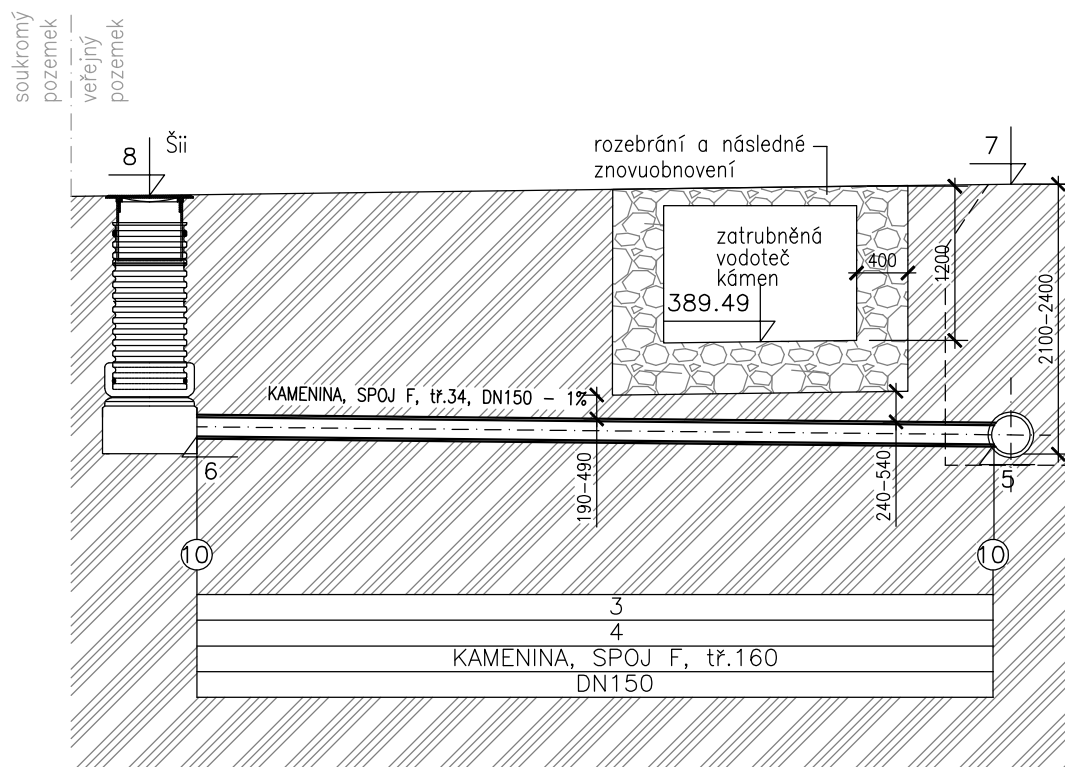 soukromý
pozemek
veřejný
pozemek
8
Šii
rozebrání a následné
znovuobnovení
7
zatrubněná
vodoteč
kámen
389.49
400
1200
2100-2400
KAMENINA, SPOJ F, tř.34, DN150 - 1%
6
5
190-490
240-540
10
10
3
4
KAMENINA, SPOJ F, tř.160
DN150